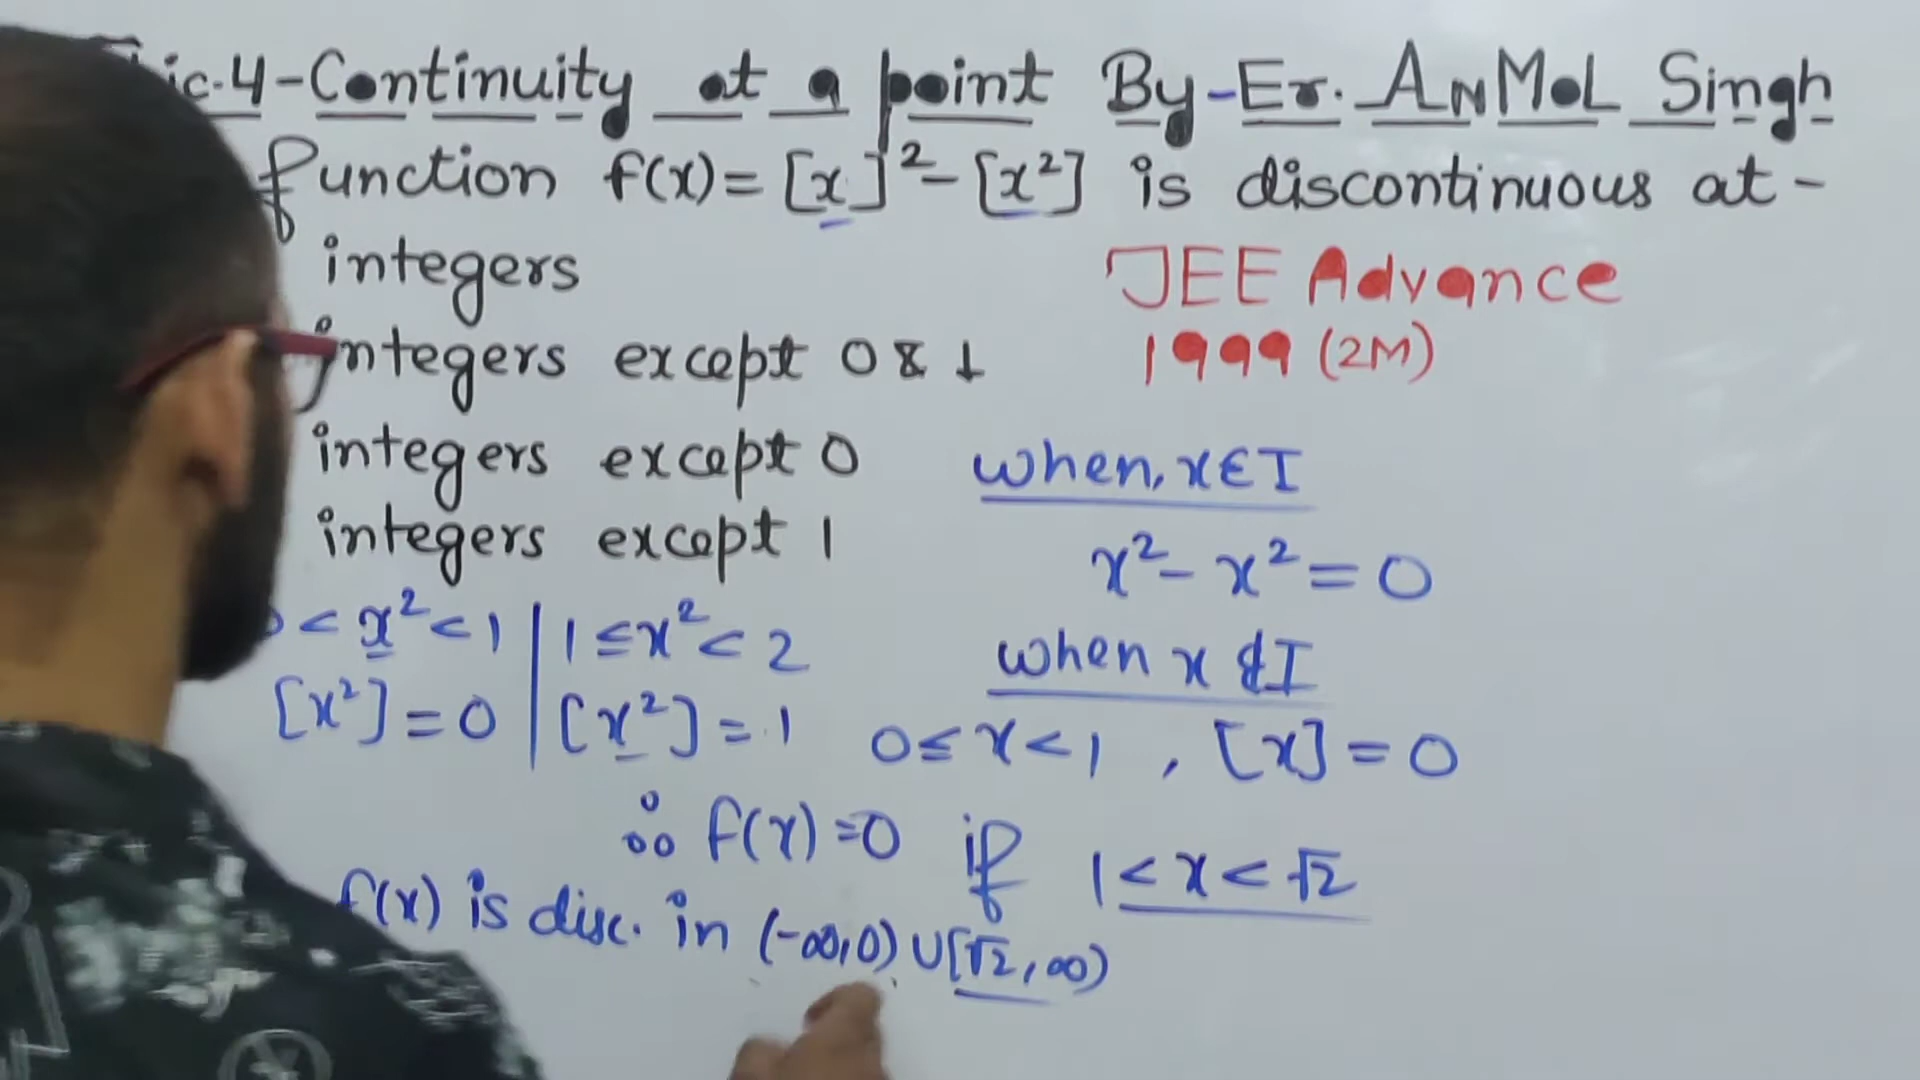 ic.4-Continuity at a point By-Er. ANMOL Singh
function f(x)= [x]²-[x²] is discontinuous at-
integers
integers except 0 & 1
integers except 0
integers except 1
JEE Advance
1999 (2M)
when, x∈I
x²-x²=0
when x∉I
0≤x<1, [x]=0
<x²<1 | 1≤x²<2
[x²]=0 | [x²]=1
∴ f(x)=0 if 1<x<√2
f(x) is disc. in (-∞,0)∪[√2,∞)